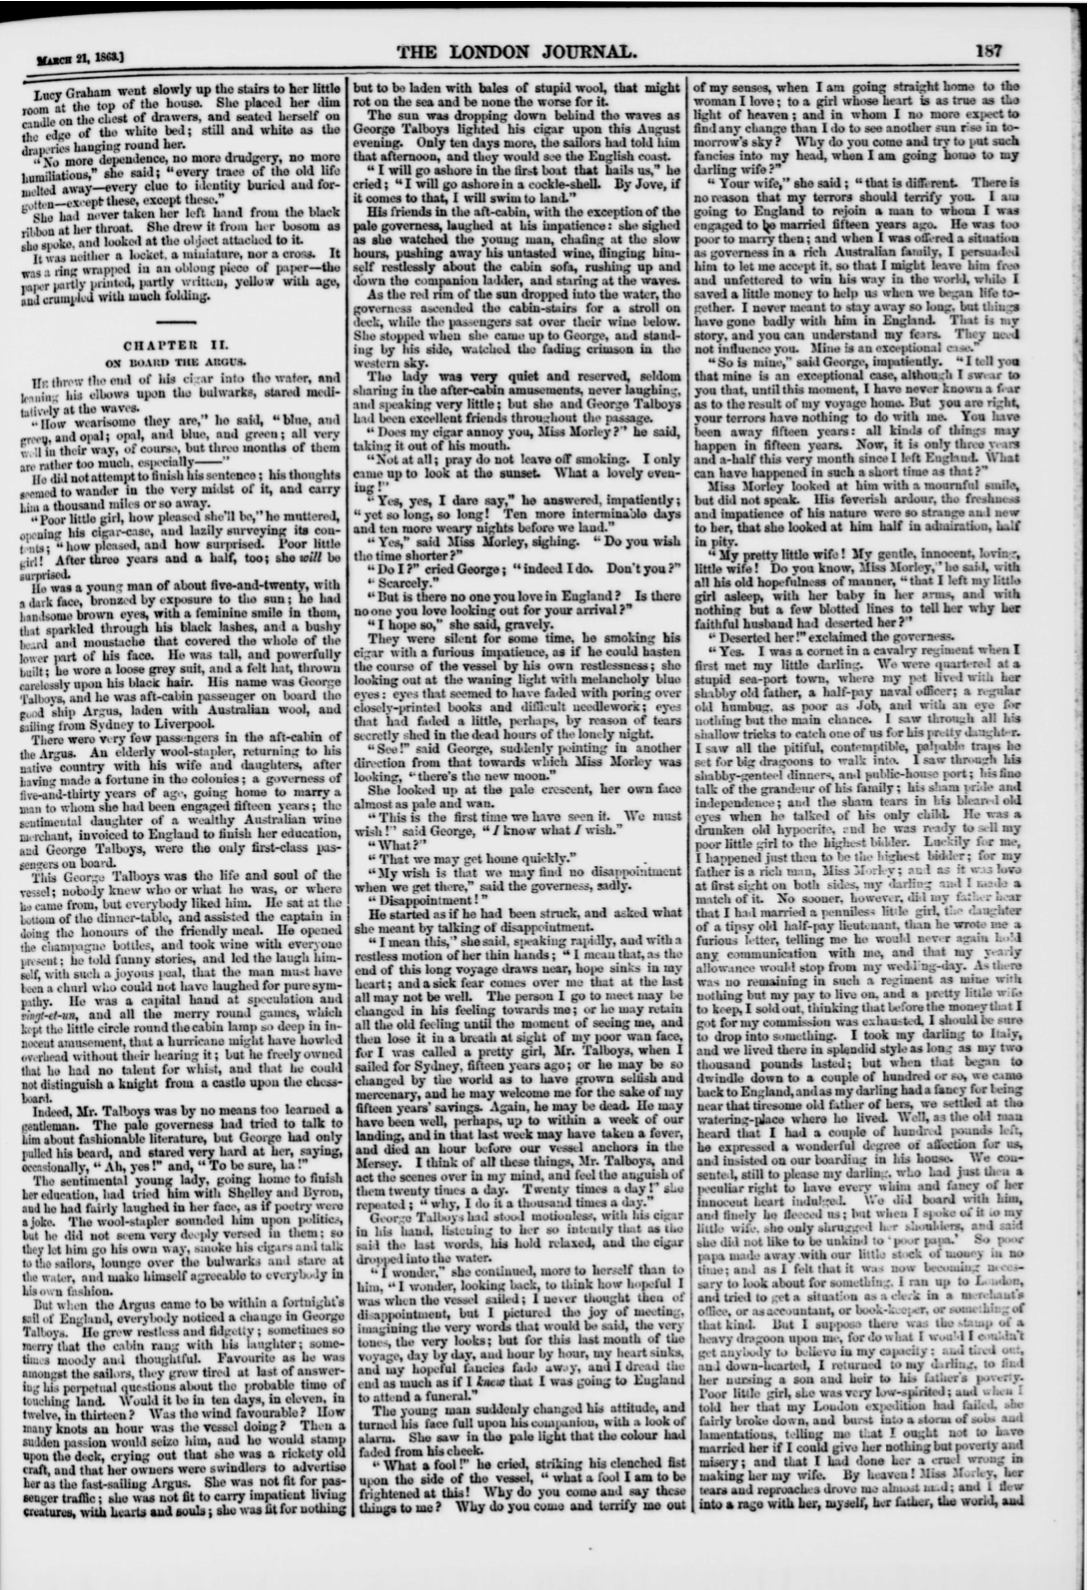 MARCH 21, 1863.]
THE LONDON JOURNAL.
187
Lucy Graham went slowly up the stairs to her little
room at the top of the house. She placed her dim
candle on the chest of drawers, and seated herself on
the edge of the white bed; still and white as the
draperies hanging round her.
"No more dependence, no more drudgery, no more
humiliations," she said; "every trace of the old life
melted away—every clue to identity buried and for-
gotten—except these, except these."
She had never taken her left hand from the black
ribbon at her throat. She drew it from her bosom as
she spoke, and looked at the object attached to it.
It was neither a locket, a miniature, nor a cross. It
was a ring wrapped in an oblong piece of paper—the
paper partly printed, partly written, yellow with age,
and crumpled with much folding.
CHAPTER II.
ON BOARD THE ARGUS.
HE threw the end of his cigar into the water, and
leaning his elbows upon the bulwarks, stared medi-
tatively at the waves.
"How wearisome they are," he said, "blue, and
green, and opal; opal, and blue, and green; all very
well in their way, of course, but three months of them
are rather too much, especially——"
He did not attempt to finish his sentence; his thoughts
seemed to wander in the very midst of it, and carry
him a thousand miles or so away.
"Poor little girl, how pleased she'll be," he muttered,
opening his cigar-case, and lazily surveying its con-
tents; "how pleased, and how surprised. Poor little
girl! After three years and a half, too; she will be
surprised.
He was a young man of about five-and-twenty, with
a dark face, bronzed by exposure to the sun; he had
handsome brown eyes, with a feminine smile in them,
that sparkled through his black lashes, and a bushy
beard and moustache that covered the whole of the
lower part of his face. He was tall, and powerfully
built; he wore a loose grey suit, and a felt hat, thrown
carelessly upon his black hair. His name was George
Talboys, and he was aft-cabin passenger on board the
good ship Argus, laden with Australian wool, and
sailing from Sydney to Liverpool.
There were very few passengers in the aft-cabin of
the Argus. An elderly wool-stapler, returning to his
native country with his wife and daughters, after
having made a fortune in the colonies; a governess of
five-and-thirty years of age, going home to marry a
man to whom she had been engaged fifteen years; the
sentimental daughter of a wealthy Australian wine
merchant, invoiced to England to finish her education,
and George Talboys, were the only first-class pas-
sengers on board.
This George Talboys was the life and soul of the
vessel; nobody knew who or what he was, or where
he came from, but everybody liked him. He sat at the
bottom of the dinner-table, and assisted the captain in
doing the honours of the friendly meal. He opened
the champagne bottles, and took wine with everyone
present; he told funny stories, and led the laugh him-
self, with such a joyous peal, that the man must have
been a churl who could not have laughed for pure sym-
pathy. He was a capital hand at speculation and
vingt-et-un, and all the merry round games, which
kept the little circle round the cabin lamp so deep in in-
nocent amusement, that a hurricane might have howled
overhead without their hearing it; but he freely owned
that he had no talent for whist, and that he could
not distinguish a knight from a castle upon the chess-
board.
Indeed, Mr. Talboys was by no means too learned a
gentleman. The pale governess had tried to talk to
him about fashionable literature, but George had only
pulled his beard, and stared very hard at her, saying,
occasionally, "Ah, yes!" and, "To be sure, ha!"
The sentimental young lady, going home to finish
her education, had tried him with Shelley and Byron,
and he had fairly laughed in her face, as if poetry were
a joke. The wool-stapler sounded him upon politics,
but he did not seem very deeply versed in them; so
they let him go his own way, smoke his cigars and talk
to the sailors, lounge over the bulwarks and stare at
the water, and make himself agreeable to everybody in
his own fashion.
But when the Argus came to be within a fortnight's
sail of England, everybody noticed a change in George
Talboys. He grew restless and fidgetty; sometimes so
merry that the cabin rang with his laughter; some-
times moody and thoughtful. Favourite as he was
amongst the sailors, they grew tired at last of answer-
ing his perpetual questions about the probable time of
touching land. Would it be in ten days, in eleven, in
twelve, in thirteen? Was the wind favourable? How
many knots an hour was the vessel doing? Then a
sudden passion would seize him, and he would stamp
upon the deck, crying out that she was a rickety old
craft, and that her owners were swindlers to advertise
her as the fast-sailing Argus. She was not fit for pas-
senger traffic; she was not fit to carry impatient living
creatures, with hearts and souls; she was fit for nothing
but to be laden with bales of stupid wool, that might
rot on the sea and be none the worse for it.
The sun was dropping down behind the waves as
George Talboys lighted his cigar upon this August
evening. Only ten days more, the sailors had told him
that afternoon, and they would see the English coast.
"I will go ashore in the first boat that hails us," he
cried; "I will go ashore in a cockle-shell. By Jove, if
it comes to that, I will swim to land."
His friends in the aft-cabin, with the exception of the
pale governess, laughed at his impatience: she sighed
as she watched the young man, chafing at the slow
hours, pushing away his untasted wine, flinging him-
self restlessly about the cabin sofa, rushing up and
down the companion ladder, and staring at the waves.
As the red rim of the sun dropped into the water, the
governess ascended the cabin-stairs for a stroll on
deck, while the passengers sat over their wine below.
She stopped when she came up to George, and stand-
ing by his side, watched the fading crimson in the
western sky.
The lady was very quiet and reserved, seldom
sharing in the after-cabin amusements, never laughing,
and speaking very little; but she and George Talboys
had been excellent friends throughout the passage.
"Does my cigar annoy you, Miss Morley?" he said,
taking it out of his mouth.
"Not at all; pray do not leave off smoking. I only
came up to look at the sunset. What a lovely even-
ing!"
"Yes, yes, I dare say," he answered, impatiently;
"yet so long, so long! Ten more interminable days
and ten more weary nights before we land."
"Yes," said Miss Morley, sighing. "Do you wish
the time shorter?"
"Do I?" cried George; "indeed I do. Don't you?"
"Scarcely."
"But is there no one you love in England? Is there
no one you love looking out for your arrival?"
"I hope so," she said, gravely.
They were silent for some time, he smoking his
cigar with a furious impatience, as if he could hasten
the course of the vessel by his own restlessness; she
looking out at the waning light with melancholy blue
eyes: eyes that seemed to have faded with poring over
closely-printed books and difficult needlework; eyes
that had faded a little, perhaps, by reason of tears
secretly shed in the dead hours of the lonely night.
"See!" said George, suddenly pointing in another
direction from that towards which Miss Morley was
looking, "there's the new moon."
She looked up at the pale crescent, her own face
almost as pale and wan.
"This is the first time we have seen it. We must
wish!" said George, "I know what I wish."
"What?"
"That we may get home quickly."
"My wish is that we may find no disappointment
when we get there," said the governess, sadly.
"Disappointment!"
He started as if he had been struck, and asked what
she meant by talking of disappointment.
"I mean this," she said, speaking rapidly, and with a
restless motion of her thin hands; "I mean that, as the
end of this long voyage draws near, hope sinks in my
heart; and a sick fear comes over me that at the last
all may not be well. The person I go to meet may be
changed in his feeling towards me; or he may retain
all the old feeling until the moment of seeing me, and
then lose it in a breath at sight of my poor wan face,
for I was called a pretty girl, Mr. Talboys, when I
sailed for Sydney, fifteen years ago; or he may be so
changed by the world as to have grown selfish and
mercenary, and he may welcome me for the sake of my
fifteen years' savings. Again, he may be dead. He may
have been well, perhaps, up to within a week of our
landing, and in that last week may have taken a fever,
and died an hour before our vessel anchors in the
Mersey. I think of all these things, Mr. Talboys, and
act the scenes over in my mind, and feel the anguish of
them twenty times a day. Twenty times a day!" she
repeated; "why, I do it a thousand times a day."
George Talboys had stood motionless, with his cigar
in his hand, listening to her so intently that as she
said the last words, his hold relaxed, and the cigar
dropped into the water.
"I wonder," she continued, more to herself than to
him, "I wonder, looking back, to think how hopeful I
was when the vessel sailed; I never thought then of
disappointment, but I pictured the joy of meeting,
imagining the very words that would be said, the very
tones, the very looks; but for this last month of the
voyage, day by day, and hour by hour, my heart sinks,
and my hopeful fancies fade away, and I dread the
end as much as if I knew that I was going to England
to attend a funeral."
The young man suddenly changed his attitude, and
turned his face full upon his companion, with a look of
alarm. She saw in the pale light that the colour had
faded from his cheek.
"What a fool!" he cried, striking his clenched fist
upon the side of the vessel, "what a fool I am to be
frightened at this! Why do you come and say these
things to me? Why do you come and terrify me out
of my senses, when I am going straight home to the
woman I love; to a girl whose heart is as true as the
light of heaven; and in whom I no more expect to
find any change than I do to see another sun rise in to-
morrow's sky? Why do you come and try to put such
fancies into my head, when I am going home to my
darling wife?"
"Your wife," she said; "that is different. There is
no reason that my terrors should terrify you. I am
going to England to rejoin a man to whom I was
engaged to be married fifteen years ago. He was too
poor to marry then; and when I was offered a situation
as governess in a rich Australian family, I persuaded
him to let me accept it, so that I might leave him free
and unfettered to win his way in the world, while I
saved a little money to help us when we began life to-
gether. I never meant to stay away so long, but things
have gone badly with him in England. That is my
story, and you can understand my fears. They need
not influence you. Mine is an exceptional case."
"So is mine," said George, impatiently. "I tell you
that mine is an exceptional case, although I swear to
you that, until this moment, I have never known a fear
as to the result of my voyage home. But you are right,
your terrors have nothing to do with me. You have
been away fifteen years: all kinds of things may
happen in fifteen years. Now, it is only three years
and a-half this very month since I left England. What
can have happened in such a short time as that?"
Miss Morley looked at him with a mournful smile,
but did not speak. His feverish ardour, the freshness
and impatience of his nature were so strange and new
to her, that she looked at him half in admiration, half
in pity.
"My pretty little wife! My gentle, innocent, loving,
little wife! Do you know, Miss Morley," he said, with
all his old hopefulness of manner, "that I left my little
girl asleep, with her baby in her arms, and with
nothing but a few blotted lines to tell her why her
faithful husband had deserted her?"
"Deserted her!" exclaimed the governess.
"Yes. I was a cornet in a cavalry regiment when I
first met my little darling. We were quartered at a
stupid sea-port town, where my pet lived with her
shabby old father, a half-pay naval officer; a regular
old humbug, as poor as Job, and with an eye for
nothing but the main chance. I saw through all his
shallow tricks to catch one of us for his pretty daughter.
I saw all the pitiful, contemptible, palpable traps he
set for big dragoons to walk into. I saw through his
shabby-genteel dinners, and public-house port; his fine
talk of the grandeur of his family; his sham pride and
independence; and the sham tears in his bleared old
eyes when he talked of his only child. He was a
drunken old hypocrite, and he was ready to sell my
poor little girl to the highest bidder. Luckily for me,
I happened just then to be the highest bidder; for my
father is a rich man, Miss Morley; and as it was love
at first sight on both sides, my darling and I made a
match of it. No sooner, however, did my father hear
that I had married a penniless little girl, the daughter
of a tipsy old half-pay lieutenant, than he wrote me a
furious letter, telling me he would never again hold
any communication with me, and that my yearly
allowance would stop from my wedding-day. As there
was no remaining in such a regiment as mine with
nothing but my pay to live on, and a pretty little wife
to keep, I sold out, thinking that before the money that I
got for my commission was exhausted, I should be sure
to drop into something. I took my darling to Italy,
and we lived there in splendid style as long as my two
thousand pounds lasted; but when that began to
dwindle down to a couple of hundred or so, we came
back to England, and as my darling had a fancy for being
near that tiresome old father of hers, we settled at the
watering-place where he lived. Well, as the old man
heard that I had a couple of hundred pounds left,
he expressed a wonderful degree of affection for us,
and insisted on our boarding in his house. We con-
sented, still to please my darling, who had just then a
peculiar right to have every whim and fancy of her
innocent heart indulged. We did board with him,
and finely he fleeced us; but when I spoke of it to my
little wife, she only shrugged her shoulders, and said
she did not like to be unkind to 'poor papa.' So poor
papa made away with our little stock of money in no
time; and as I felt that it was now becoming neces-
sary to look about for something, I ran up to London,
and tried to get a situation as a clerk in a merchant's
office, or as accountant, or book-keeper, or something of
that kind. But I suppose there was the stamp of a
heavy dragoon upon me, for do what I would I couldn't
get anybody to believe in my capacity: and tired out,
and down-hearted, I returned to my darling, to find
her nursing a son and heir to his father's poverty.
Poor little girl, she was very low-spirited; and when I
told her that my London expedition had failed, she
fairly broke down, and burst into a storm of sobs and
lamentations, telling me that I ought not to have
married her if I could give her nothing but poverty and
misery; and that I had done her a cruel wrong in
making her my wife. By heaven! Miss Morley, her
tears and reproaches drove me almost mad; and I flew
into a rage with her, myself, her father, the world, and